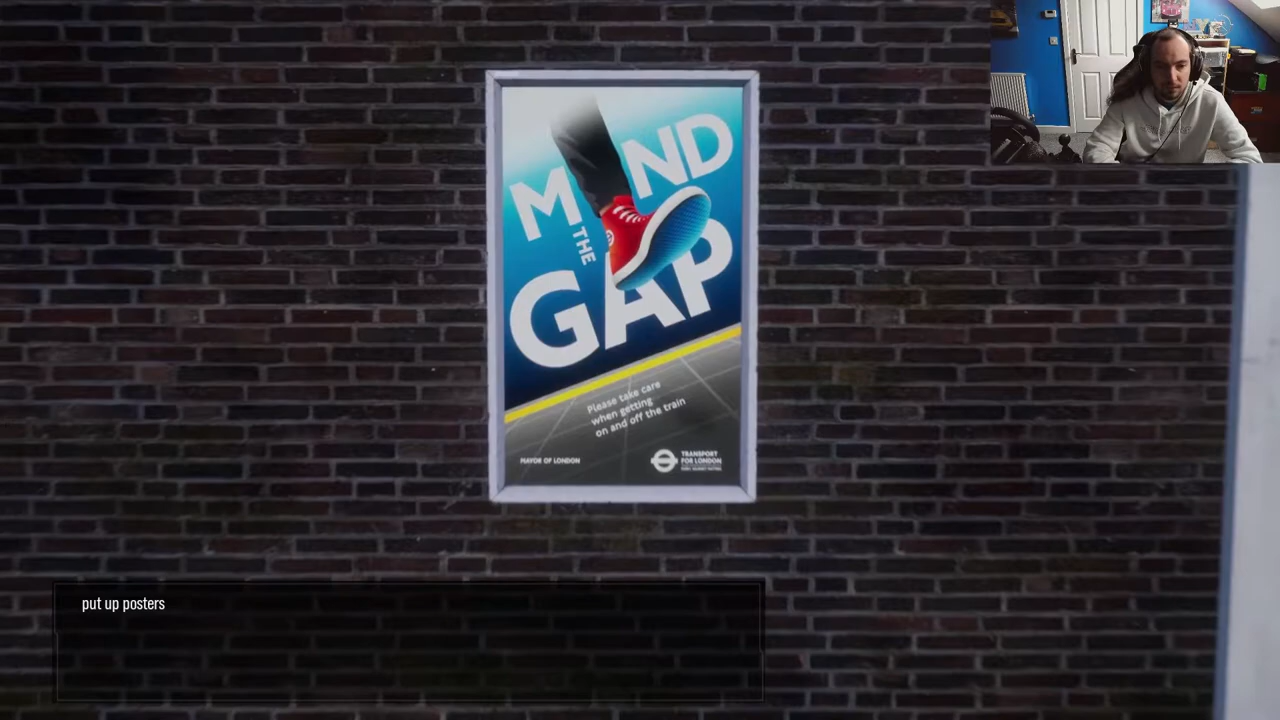 M ND
THE
GAP
Please take care
when getting
on and off the train
MAYOR OF LONDON
TRANSPORT
FOR LONDON
put up posters